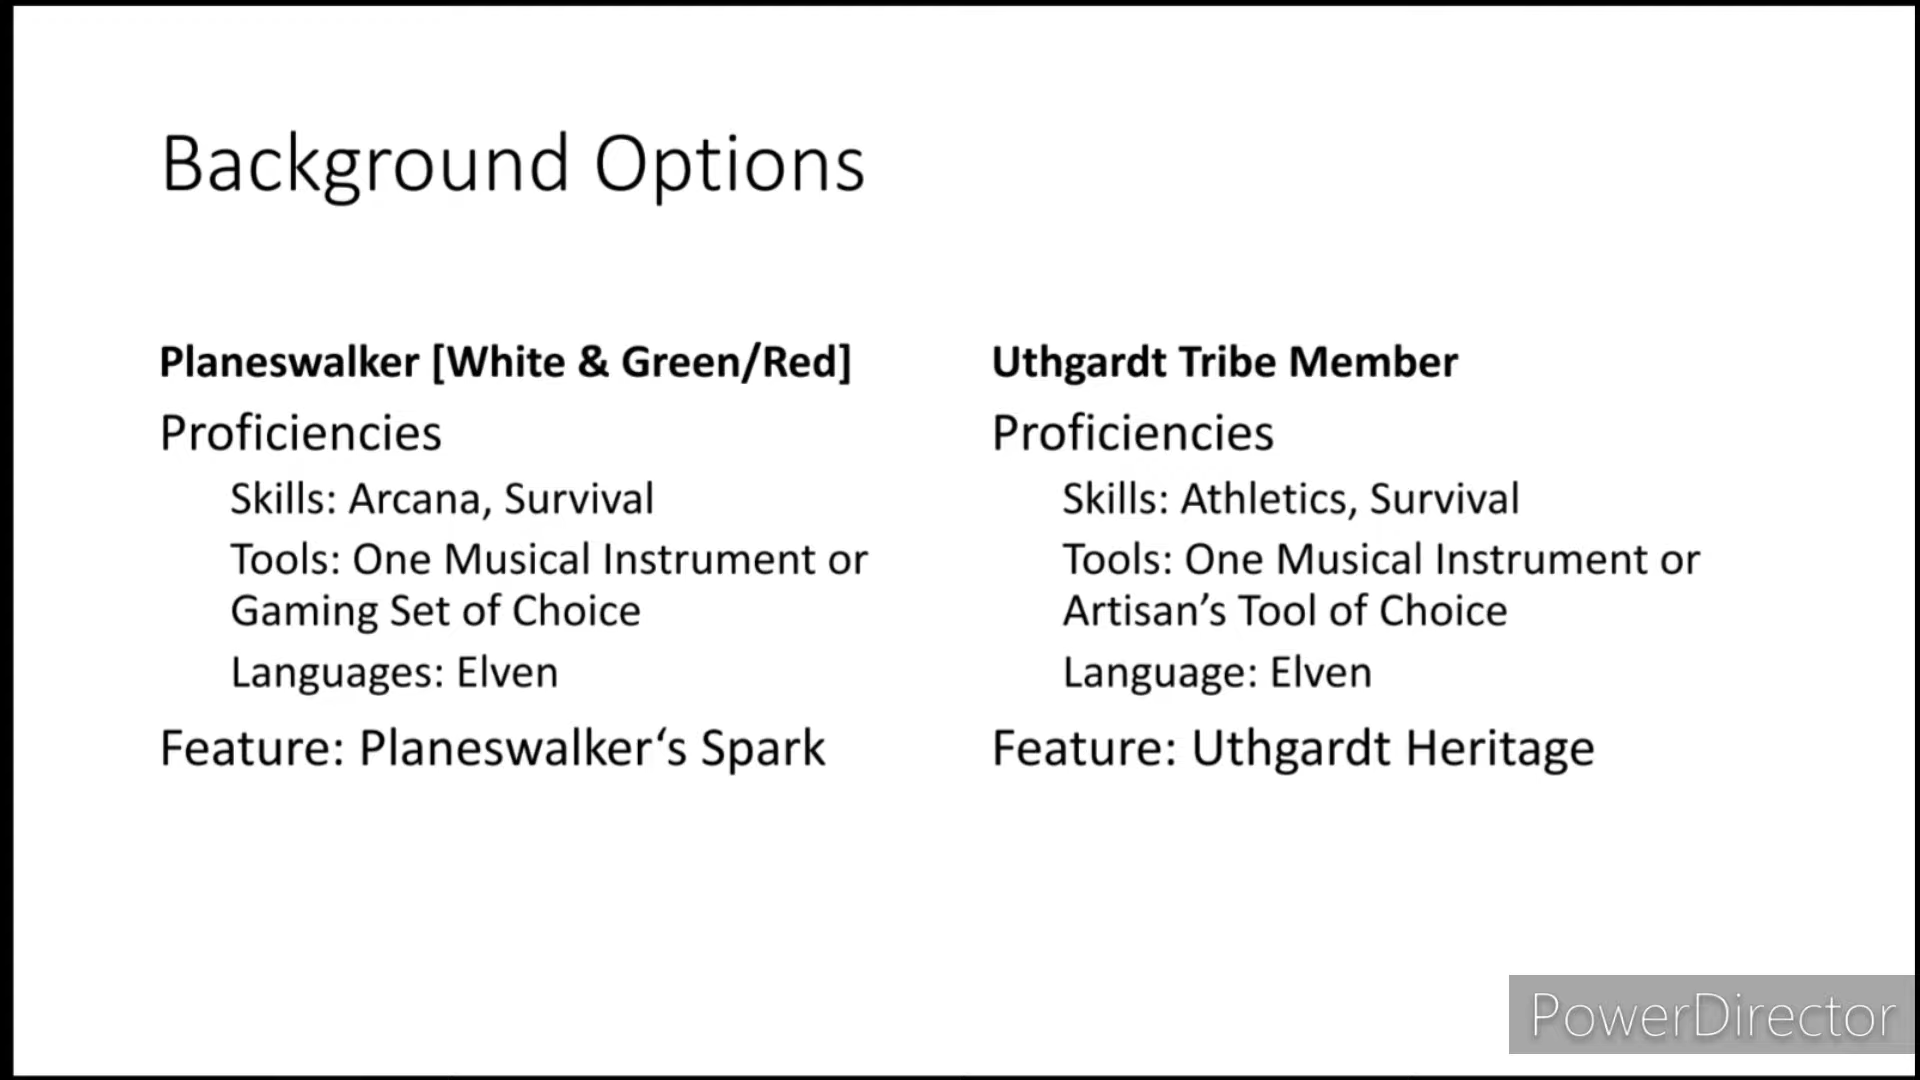 Background Options
Planeswalker [White & Green/Red]
Proficiencies
Skills: Arcana, Survival
Tools: One Musical Instrument or
Gaming Set of Choice
Languages: Elven
Feature: Planeswalker‘s Spark
Uthgardt Tribe Member
Proficiencies
Skills: Athletics, Survival
Tools: One Musical Instrument or
Artisan’s Tool of Choice
Language: Elven
Feature: Uthgardt Heritage
PowerDirector